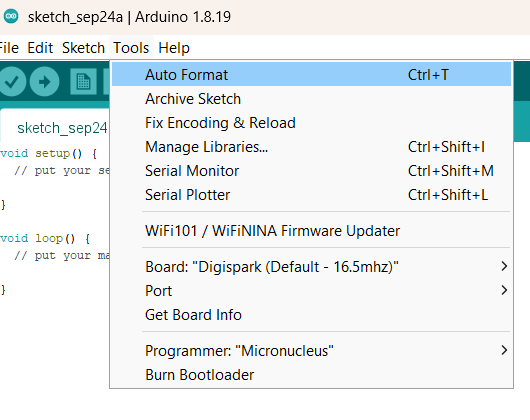 sketch_sep24a | Arduino 1.8.19
File Edit Sketch Tools Help
Auto Format Ctrl+T
Archive Sketch
sketch_sep24
Fix Encoding & Reload
Manage Libraries... Ctrl+Shift+I
void setup() {
// put your se
Serial Monitor Ctrl+Shift+M
Serial Plotter Ctrl+Shift+L
}
WiFi101 / WiFiNINA Firmware Updater
void loop() {
// put your ma
Board: "Digispark (Default - 16.5mhz)"
Port
}
Get Board Info
Programmer: "Micronucleus"
Burn Bootloader